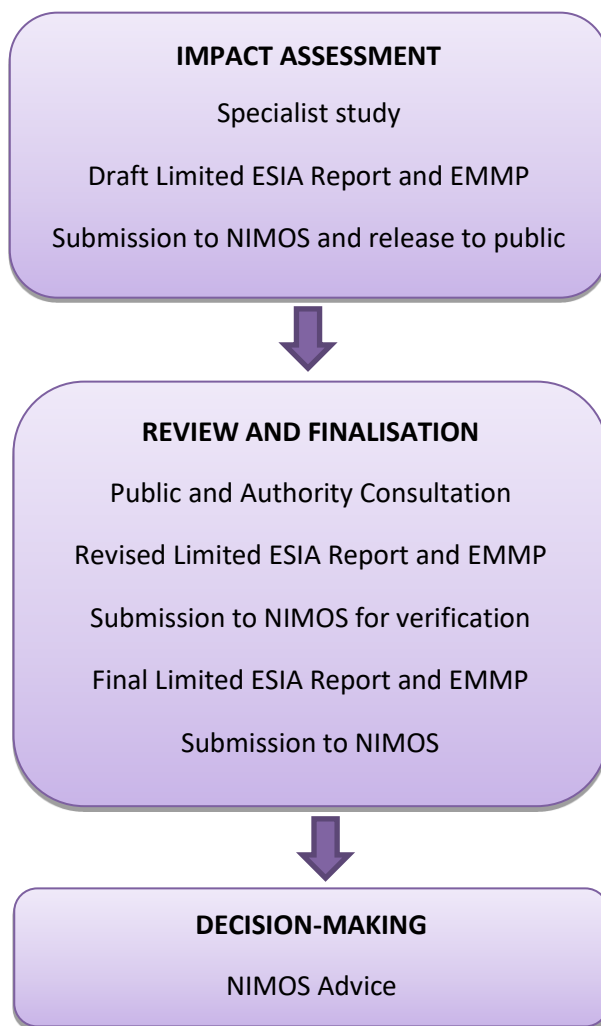 IMPACT ASSESSMENT
Specialist study
Draft Limited ESIA Report and EMMP
Submission to NIMOS and release to public
REVIEW AND FINALISATION
Public and Authority Consultation
Revised Limited ESIA Report and EMMP
Submission to NIMOS for verification
Final Limited ESIA Report and EMMP
Submission to NIMOS
DECISION-MAKING
NIMOS Advice